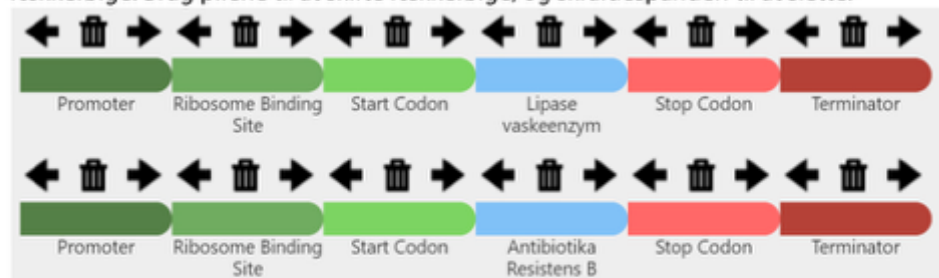 Promoter Ribosome Binding Start Codon Lipase Stop Codon Terminator
Site vaskeenzym
Promoter Ribosome Binding Start Codon Antibiotika Stop Codon Terminator
Site Resistens B